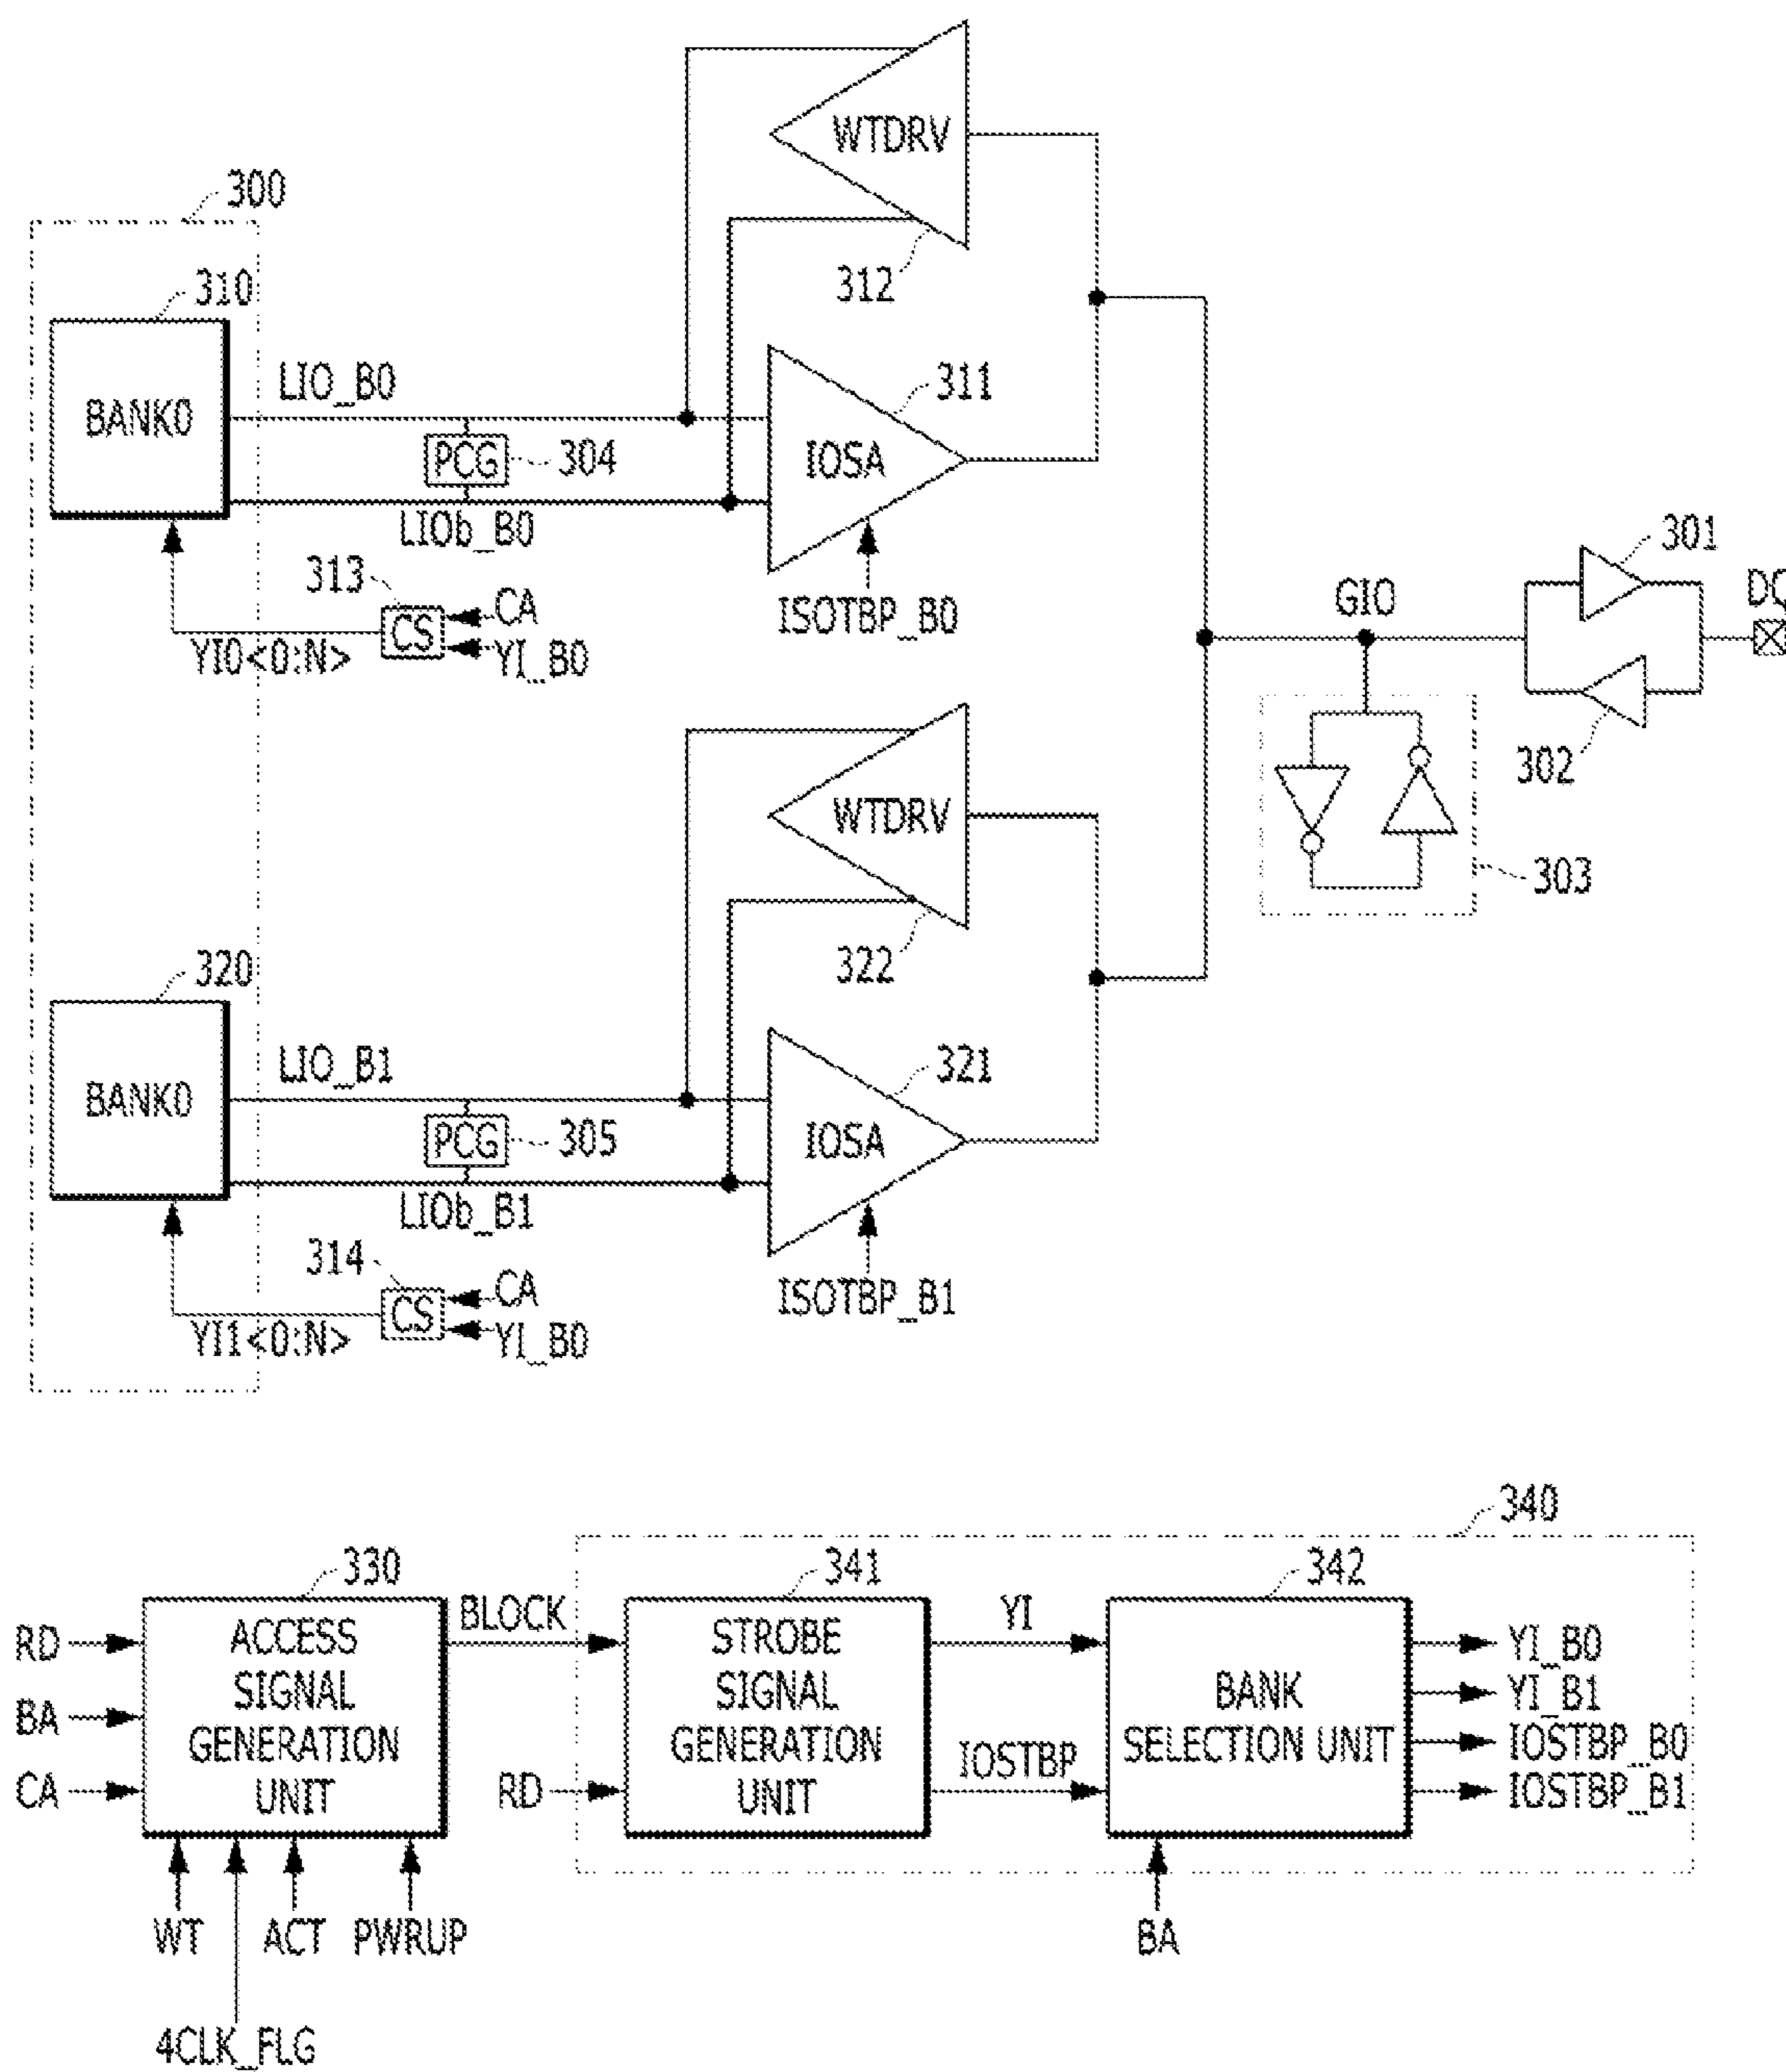 WTDRV
300
312
310
LIO_B0
311
BANK0
PCG
304
IOSA
LIOb_B0
301
313
CA
DQ
CS
ISOTBP_B0
GIO
YI0<0:N>
YI_B0
302
WTDRV
303
320
322
LIO_B1
321
BANK0
PCG
305
IOSA
LIOb_B1
314
CA
CS
ISOTBP_B1
YI1<0:N>
YI_B0
340
330
341
342
BLOCK
YI
RD
ACCESS
SIGNAL
GENERATION
UNIT
STROBE
SIGNAL
GENERATION
UNIT
BANK
SELECTION UNIT
YI_B0
YI_B1
BA
IOSTBP
IOSTBP_B0
CA
RD
IOSTBP_B1
WT
ACT
PWRUP
BA
4CLK_FLG